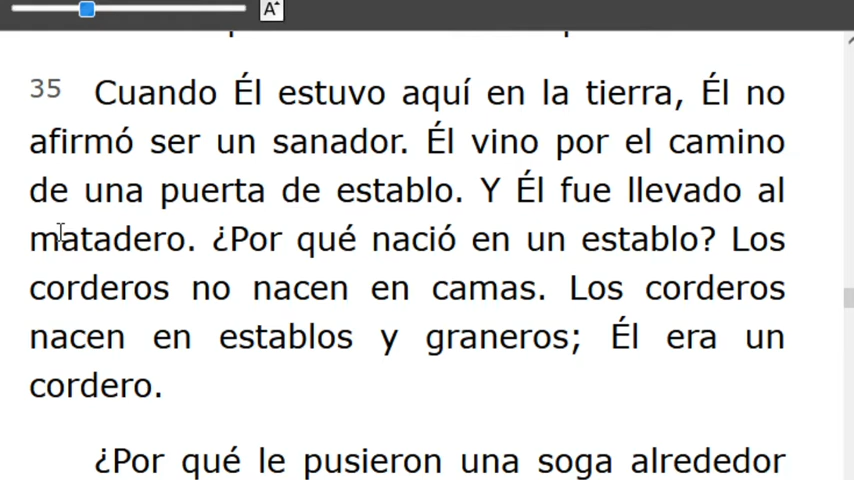 A
35 Cuando Él estuvo aquí en la tierra, Él no
afirmó ser un sanador. Él vino por el camino
de una puerta de establo. Y Él fue llevado al
matadero. ¿Por qué nació en un establo? Los
corderos no nacen en camas. Los corderos
nacen en establos y graneros; Él era un
cordero.
¿Por qué le pusieron una soga alrededor